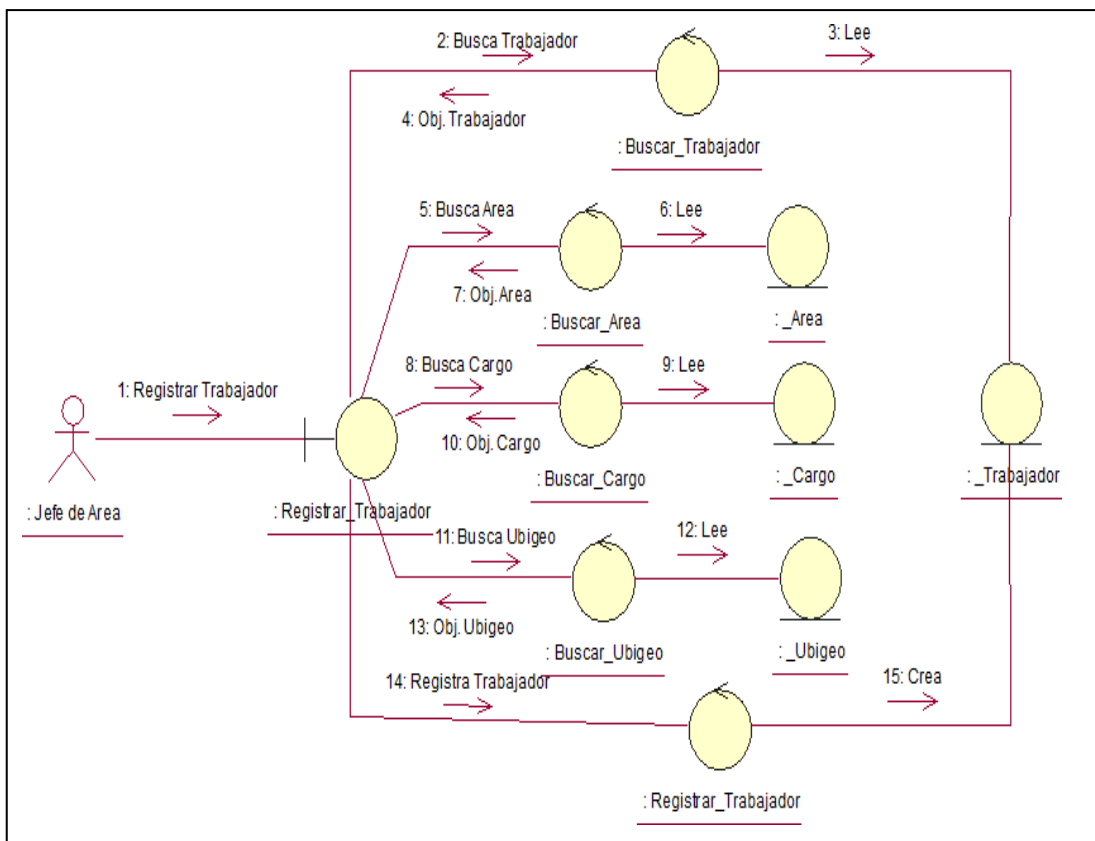 2: Busca Trabajador
3: Lee
4: Obj. Trabajador
: Buscar_Trabajador
5: Busca Area
6: Lee
7: Obj. Area
: Buscar_Area
: _Area
8: Busca Cargo
9: Lee
1: Registrar Trabajador
10: Obj. Cargo
: Buscar_Cargo
: _Cargo
: _Trabajador
: Jefe de Area
: Registrar_Trabajador
11: Busca Ubigeo
12: Lee
13: Obj. Ubigeo
: Buscar_Ubigeo
: _Ubigeo
14: Registra Trabajador
15: Crea
: Registrar_Trabajador